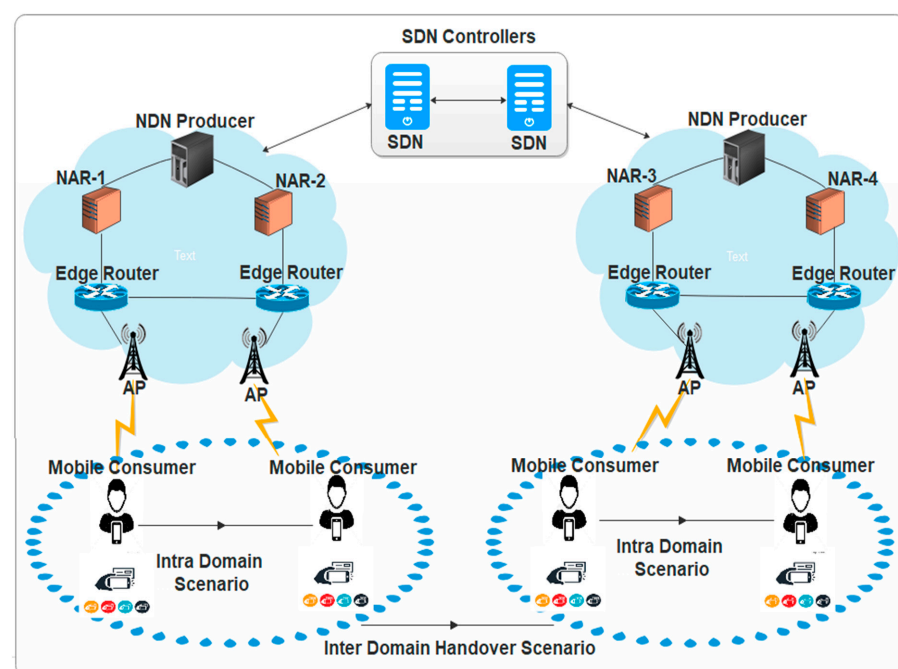 SDN Controllers
SDN
SDN
NDN Producer
NAR-1
NAR-2
Text
Edge Router
Edge Router
AP
AP
NDN Producer
NAR-3
NAR-4
Text
Edge Router
Edge Router
AP
AP
Mobile Consumer
Mobile Consumer
Intra Domain
Scenario
Mobile Consumer
Mobile Consumer
Intra Domain
Scenario
Inter Domain Handover Scenario